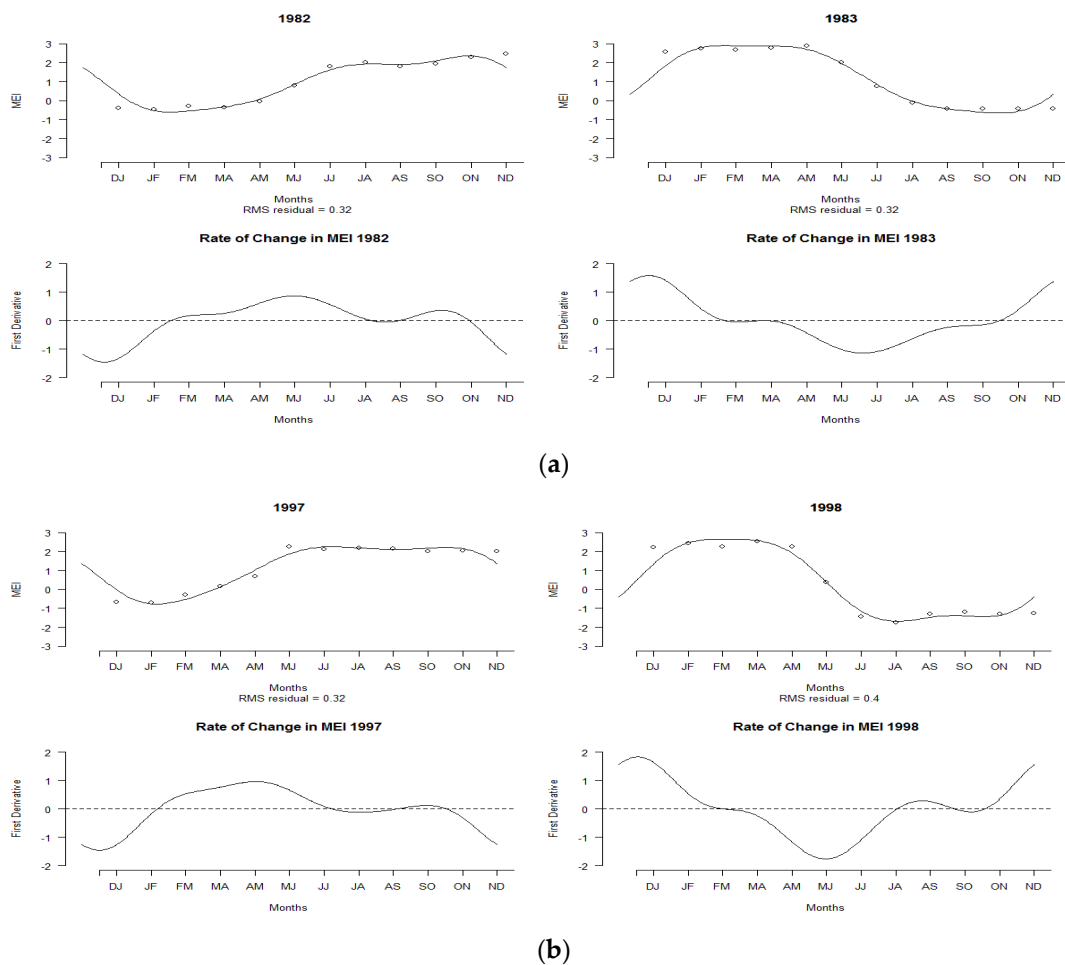 1982
3
2
1
0
-1
-2
-3
MEI
DJ JF FM MA AM MJ JJ JA AS SO ON ND
Months
RMS residual = 0.32
1983
3
2
1
0
-1
-2
-3
MEI
DJ JF FM MA AM MJ JJ JA AS SO ON ND
Months
RMS residual = 0.32
Rate of Change in MEI 1982
2
1
0
-1
-2
First Derivative
DJ JF FM MA AM MJ JJ JA AS SO ON ND
Months
Rate of Change in MEI 1983
2
1
0
-1
-2
First Derivative
DJ JF FM MA AM MJ JJ JA AS SO ON ND
Months
(a)
1997
3
2
1
0
-1
-2
-3
MEI
DJ JF FM MA AM MJ JJ JA AS SO ON ND
Months
RMS residual = 0.32
1998
3
2
1
0
-1
-2
-3
MEI
DJ JF FM MA AM MJ JJ JA AS SO ON ND
Months
RMS residual = 0.4
Rate of Change in MEI 1997
2
1
0
-1
-2
First Derivative
DJ JF FM MA AM MJ JJ JA AS SO ON ND
Months
Rate of Change in MEI 1998
2
1
0
-1
-2
First Derivative
DJ JF FM MA AM MJ JJ JA AS SO ON ND
Months
(b)